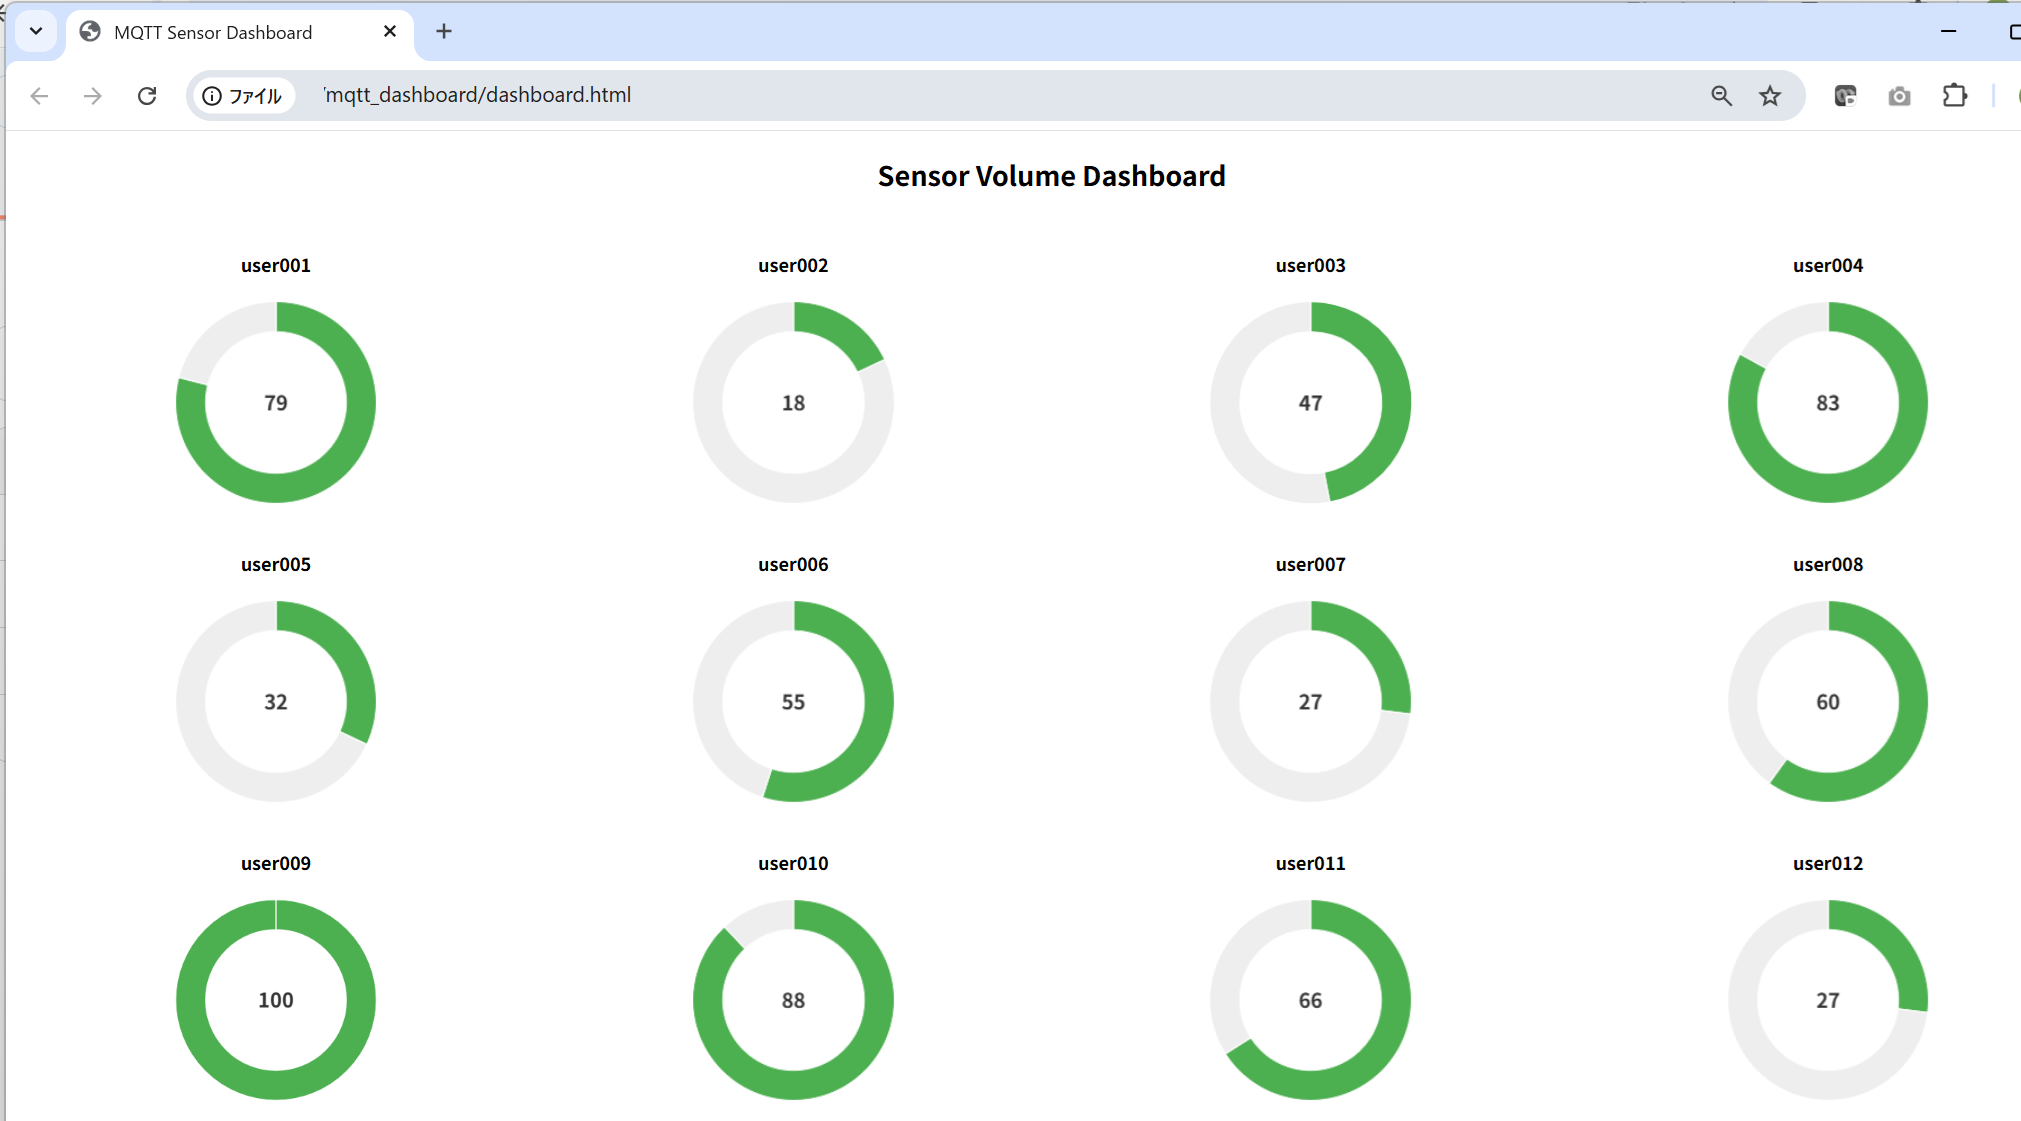 MQTT Sensor Dashboard
ファイル
/mqtt_dashboard/dashboard.html
Sensor Volume Dashboard
user001
user002
user003
user004
79
18
47
83
user005
user006
user007
user008
32
55
27
60
user009
user010
user011
user012
100
88
66
27